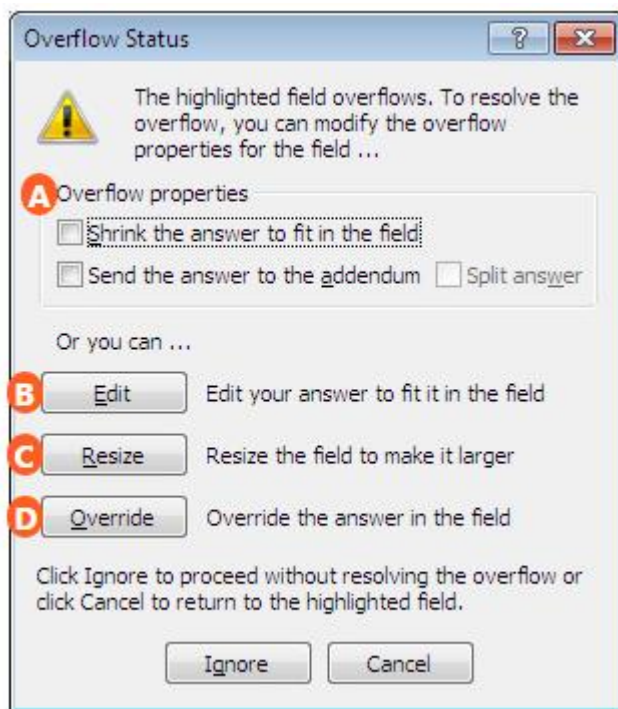 Overflow Status
?
The highlighted field overflows. To resolve the
overflow, you can modify the overflow
properties for the field ...
A Overflow properties
Shrink the answer to fit in the field
Send the answer to the addendum Split answer
Or you can ...
B Edit Edit your answer to fit it in the field
C Resize Resize the field to make it larger
D Override Override the answer in the field
Click Ignore to proceed without resolving the overflow or
click Cancel to return to the highlighted field.
Ignore Cancel